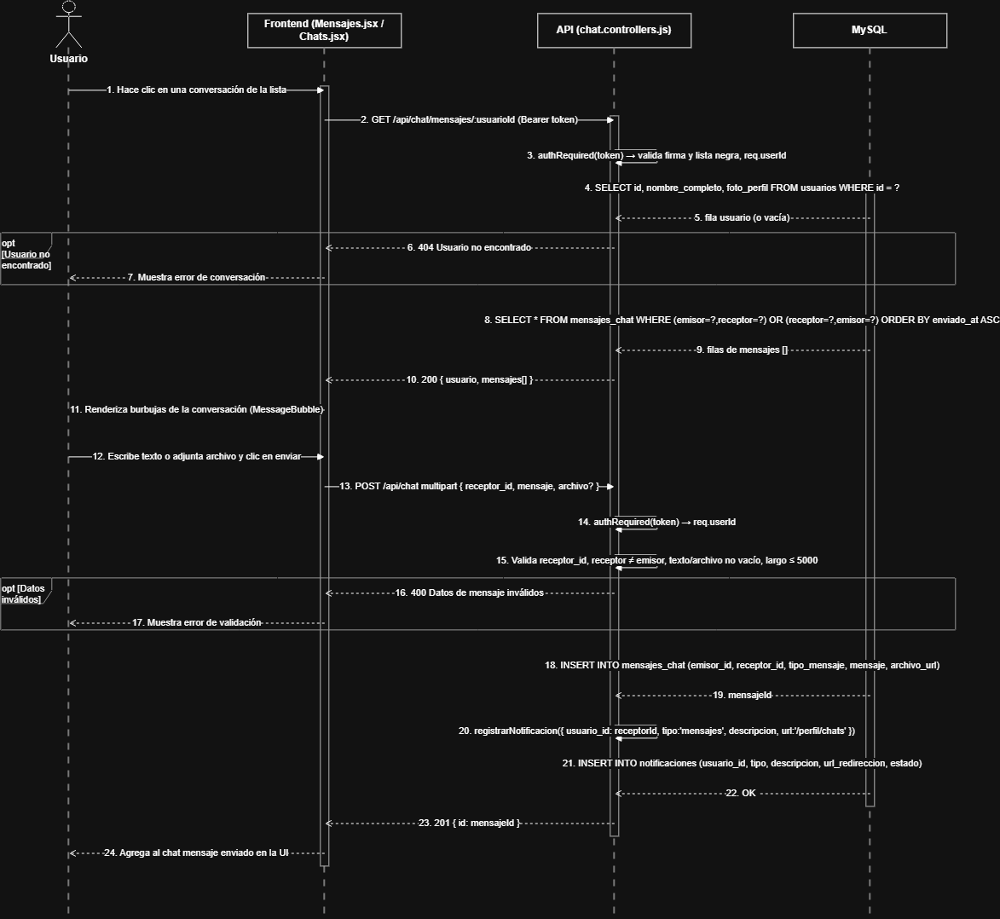 Frontend (Mensajes.jsx /
Chats.jsx)
API (chat.controllers.js)
MySQL
Usuario
1. Hace clic en una conversación de la lista
2. GET /api/chat/mensajes/:usuarioId (Bearer token)
3. authRequired(token) → valida firma y lista negra, req.userId
4. SELECT id, nombre_completo, foto_perfil FROM usuarios WHERE id = ?
5. fila usuario (o vacía)
opt
[Usuario no
encontrado]
6. 404 Usuario no encontrado
7. Muestra error de conversación
8. SELECT * FROM mensajes_chat WHERE (emisor=?,receptor=?) OR (receptor=?,emisor=?) ORDER BY enviado_at ASC
9. filas de mensajes []
10. 200 { usuario, mensajes[] }
11. Renderiza burbujas de la conversación (MessageBubble)
12. Escribe texto o adjunta archivo y clic en enviar
13. POST /api/chat multipart { receptor_id, mensaje, archivo? }
14. authRequired(token) → req.userId
15. Valida receptor_id, receptor ≠ emisor, texto/archivo no vacío, largo ≤ 5000
opt [Datos
inválidos]
16. 400 Datos de mensaje inválidos
17. Muestra error de validación
18. INSERT INTO mensajes_chat (emisor_id, receptor_id, tipo_mensaje, mensaje, archivo_url)
19. mensajeId
20. registrarNotificacion({ usuario_id: receptorId, tipo:'mensajes', descripcion, url:'/perfil/chats' })
21. INSERT INTO notificaciones (usuario_id, tipo, descripcion, url_redireccion, estado)
22. OK
23. 201 { id: mensajeId }
24. Agrega al chat mensaje enviado en la UI